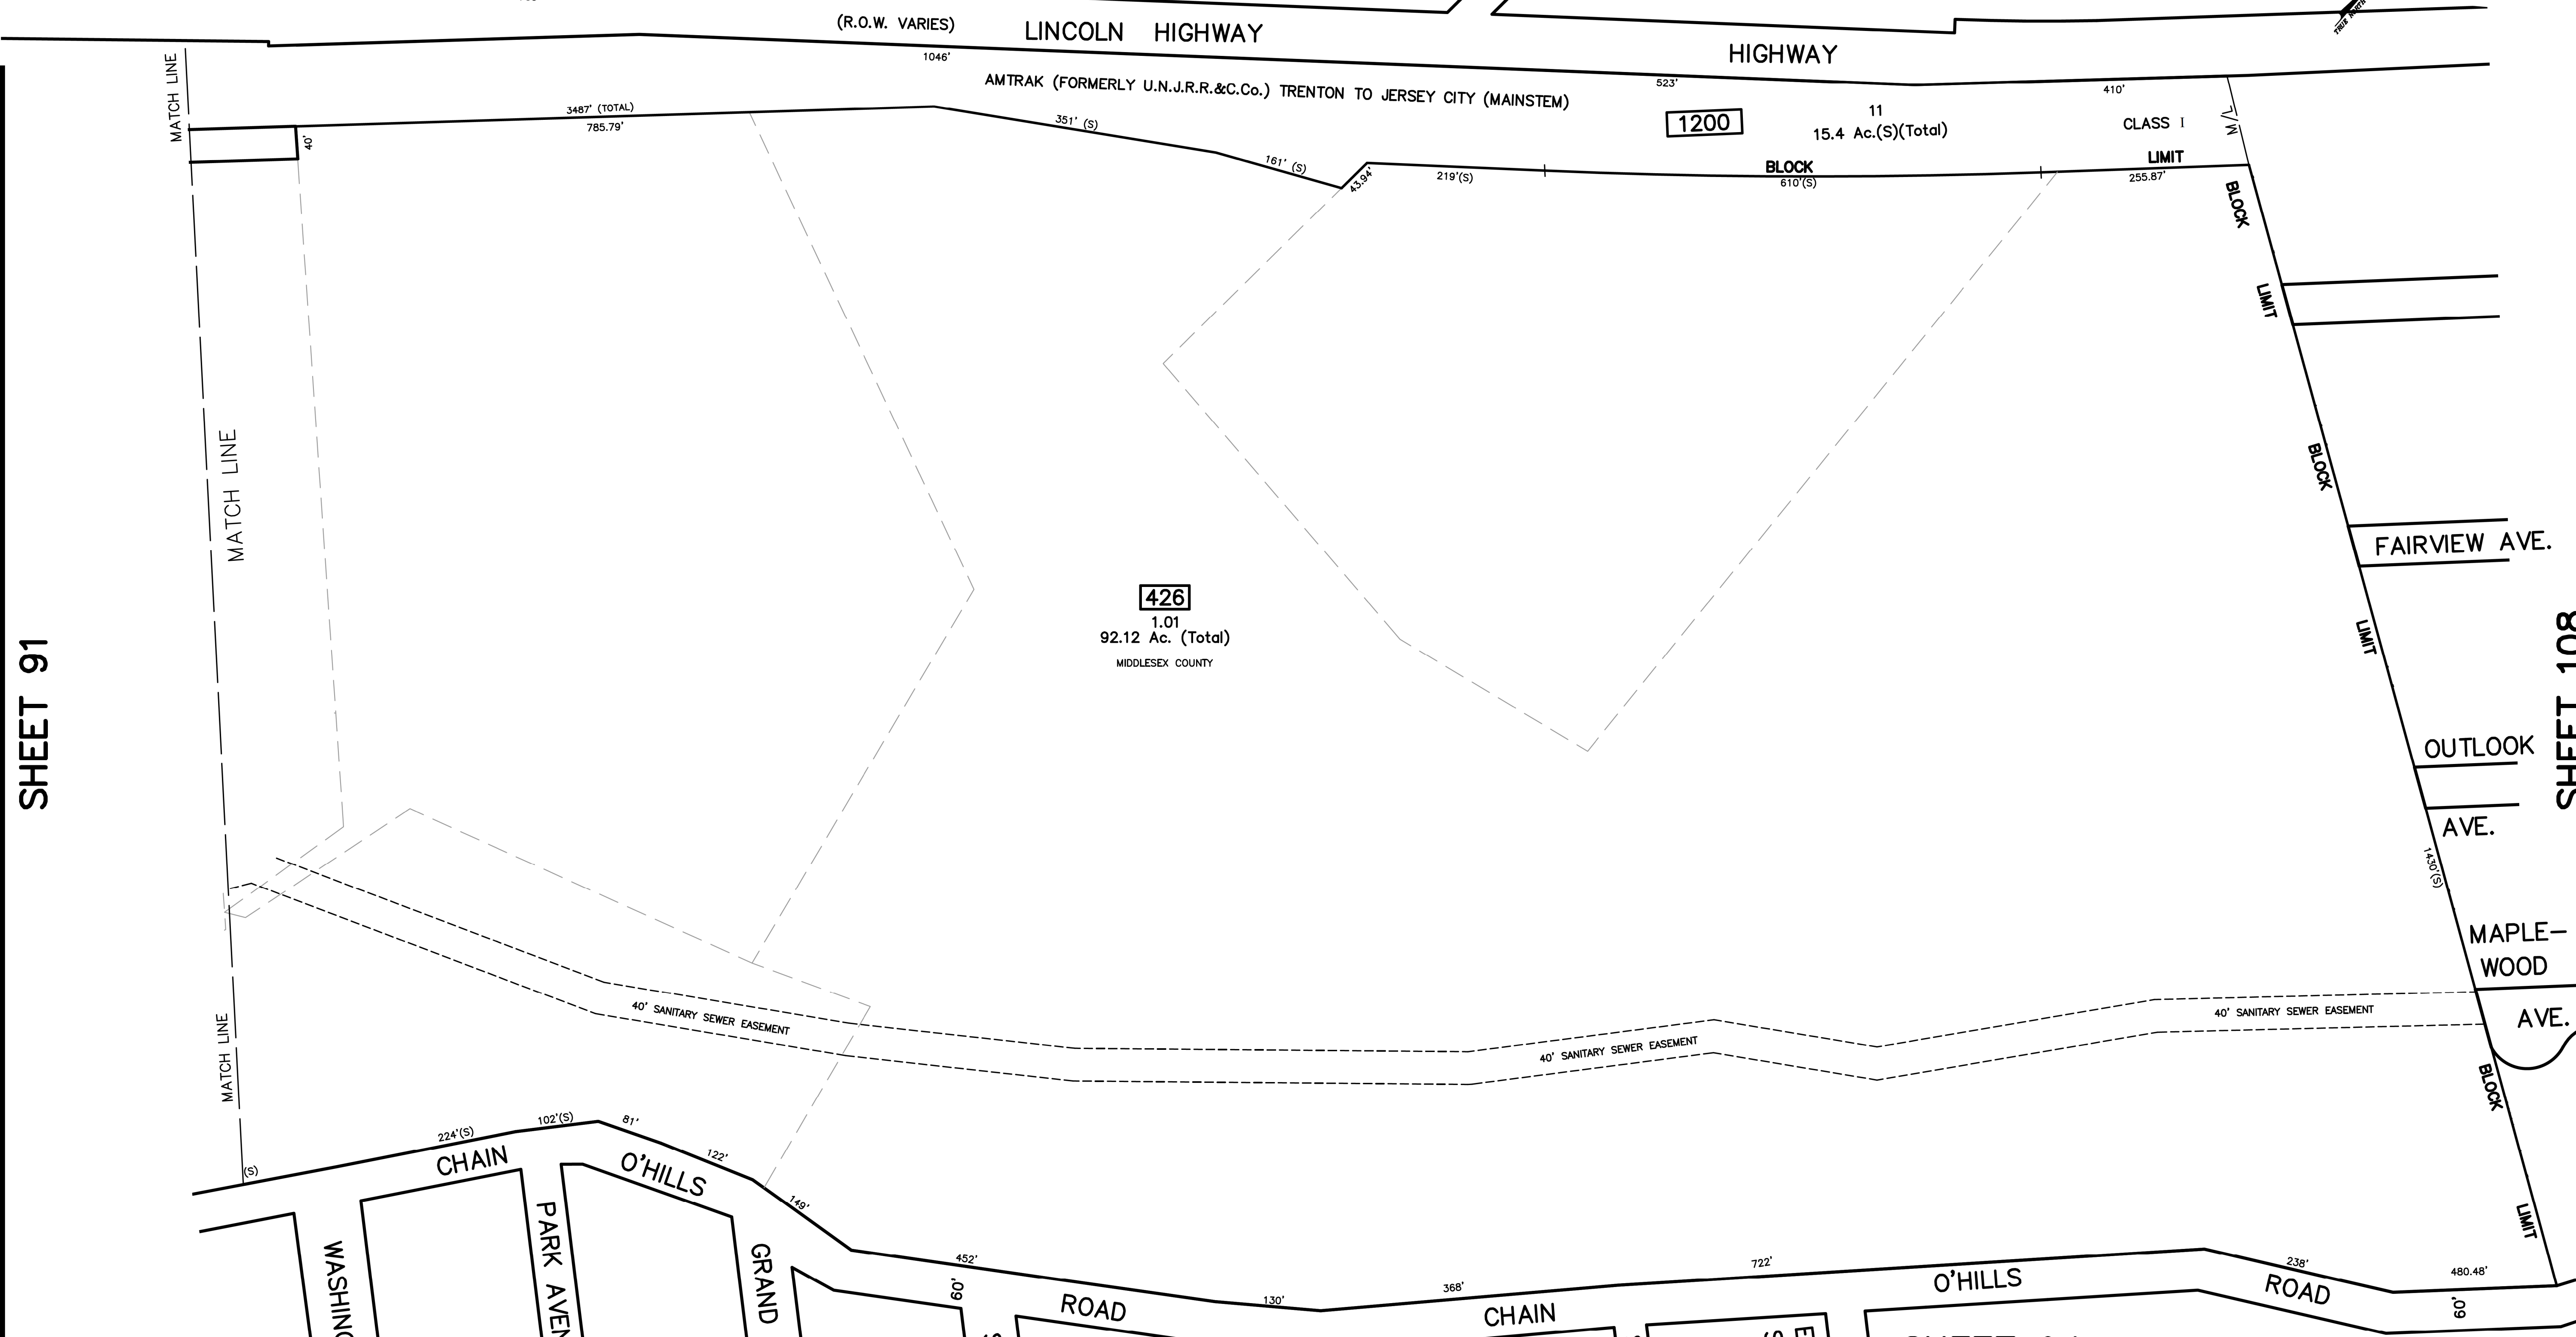 TRUE NORTH
(R.O.W. VARIES)
LINCOLN HIGHWAY
HIGHWAY
1046'
523'
410'
AMTRAK (FORMERLY U.N.J.R.R.&C.Co.) TRENTON TO JERSEY CITY (MAINSTEM)
1200
11
15.4 Ac.(S)(Total)
CLASS I
M/L
MATCH LINE
3487' (TOTAL)
785.79'
40'
351' (S)
161' (S)
43.94'
219'(S)
BLOCK
610'(S)
LIMIT
255.87'
BLOCK
LIMIT
MATCH LINE
BLOCK
FAIRVIEW AVE.
426
1.01
92.12 Ac. (Total)
MIDDLESEX COUNTY
LIMIT
SHEET 91
SHEET 108
OUTLOOK
AVE.
1430'(S)
MAPLE-
WOOD
AVE.
40' SANITARY SEWER EASEMENT
40' SANITARY SEWER EASEMENT
40' SANITARY SEWER EASEMENT
MATCH LINE
BLOCK
LIMIT
(S)
224'(S)
102'(S)
81'
122'
149'
CHAIN
O'HILLS
452'
130'
368'
722'
238'
480.48'
60'
ROAD
CHAIN
O'HILLS
ROAD
60'
PARK AVEN
GRAND